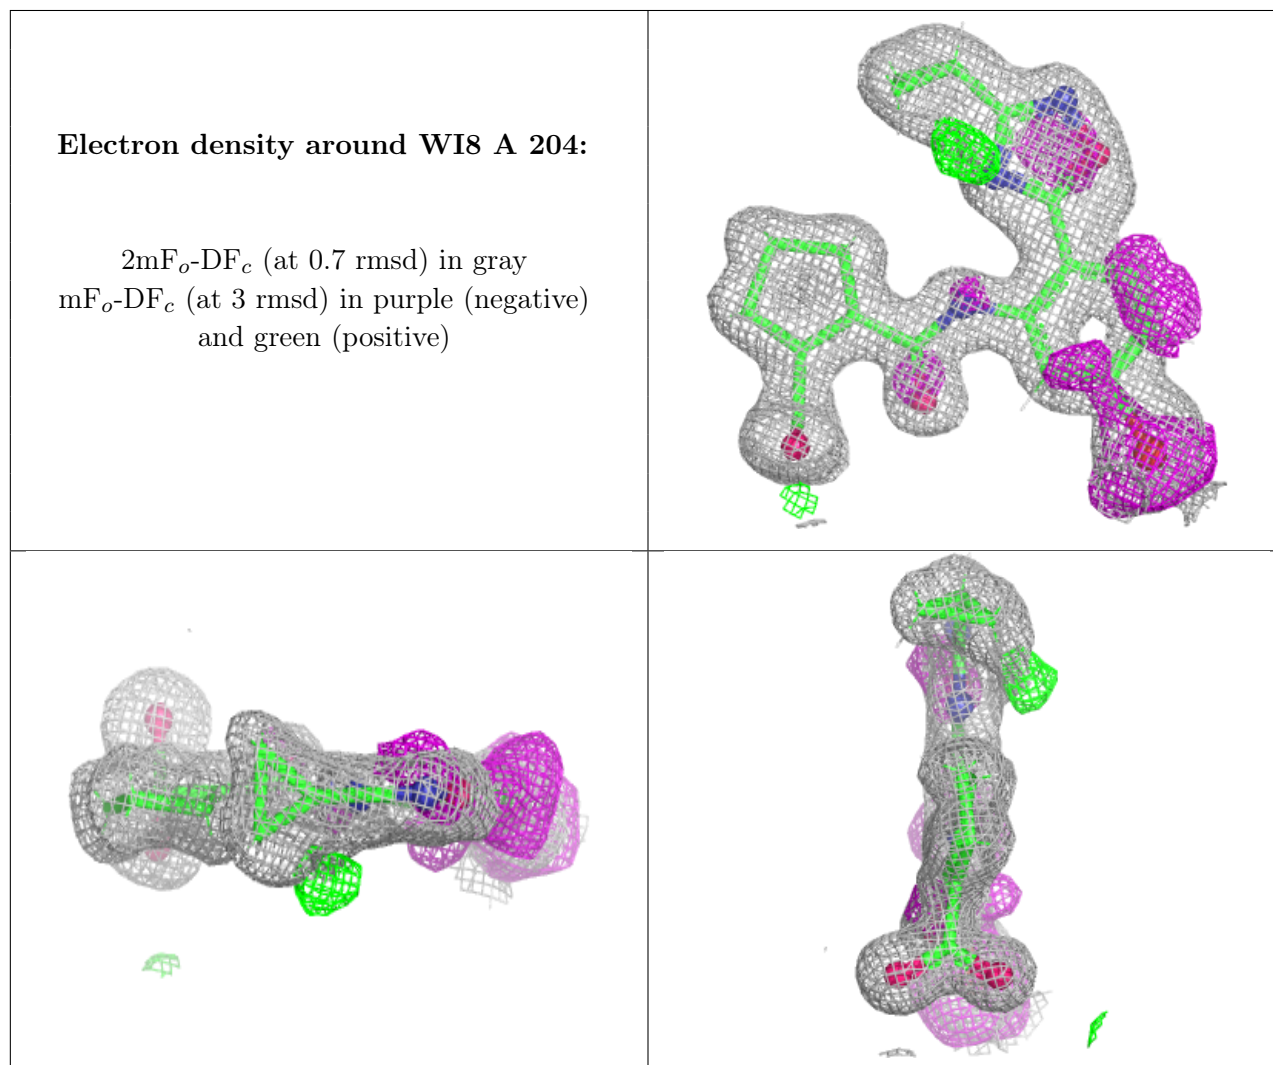 Electron density around WI8 A 204:
2mFo-DFc (at 0.7 rmsd) in gray
mFo-DFc (at 3 rmsd) in purple (negative)
and green (positive)